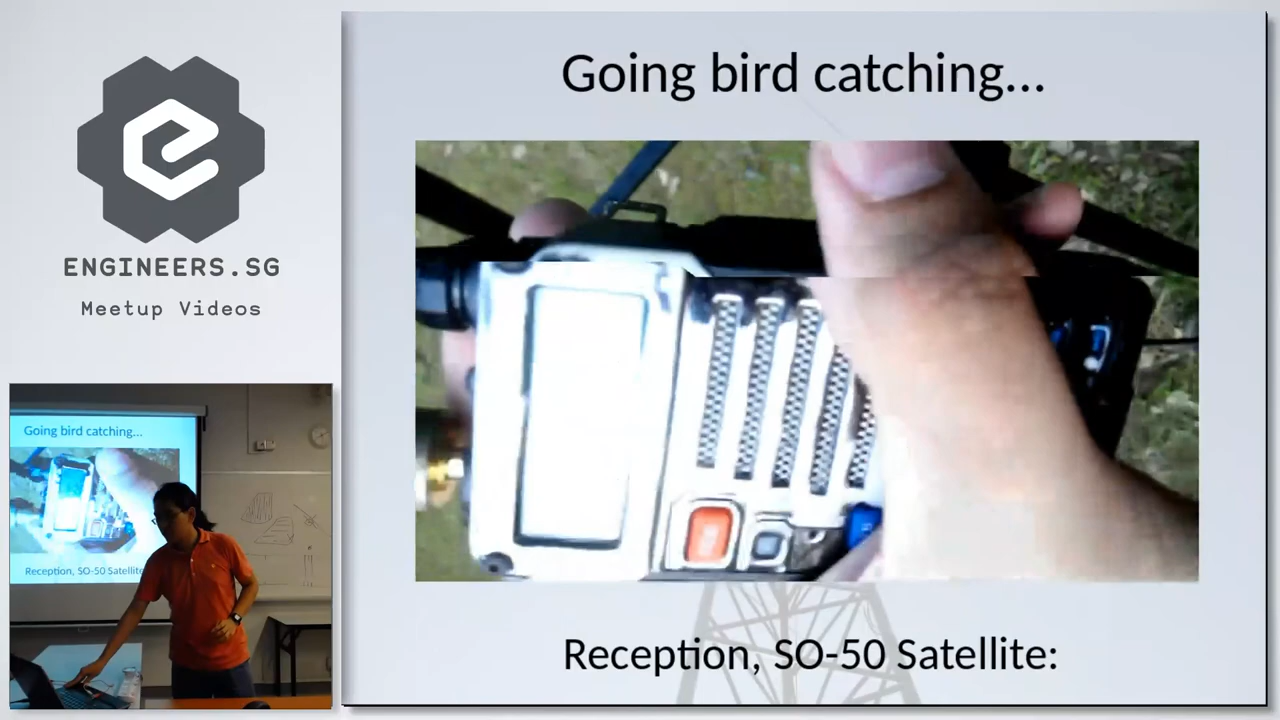 Going bird catching...
ENGINEERS.SG
Meetup Videos
Going bird catching...
Reception, SO-50 Satellite
Reception, SO-50 Satellite: